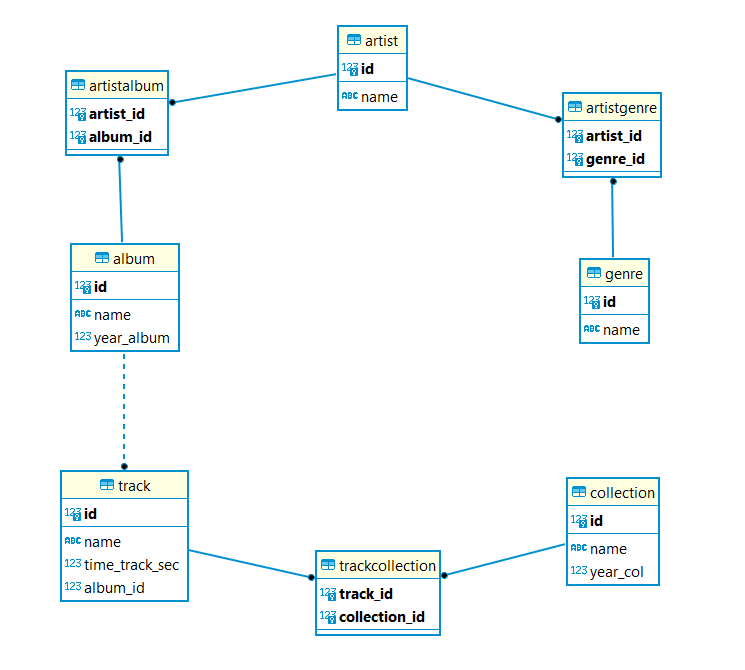 artist
123 id
ABC name
artistalbum
123 artist_id
123 album_id
artistgenre
123 artist_id
123 genre_id
album
123 id
ABC name
123 year_album
genre
123 id
ABC name
track
123 id
ABC name
123 time_track_sec
123 album_id
collection
123 id
ABC name
123 year_col
trackcollection
123 track_id
123 collection_id